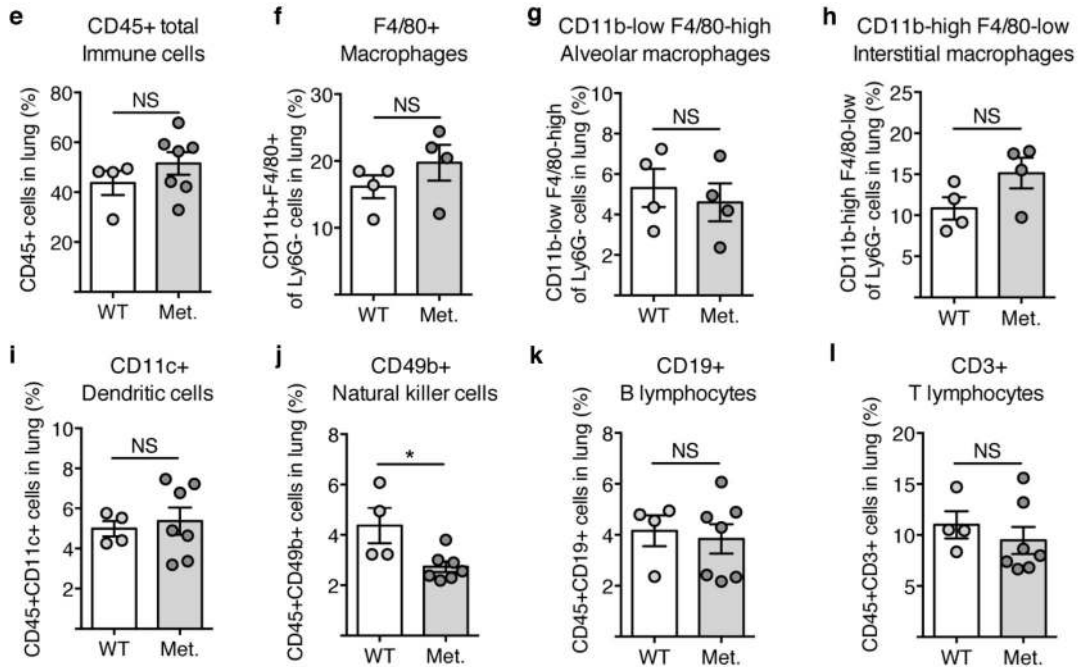 e
CD45+ total
Immune cells
CD45+ cells in lung (%)
80
60
40
20
NS
WT
Met.
f
F4/80+
Macrophages
CD11b+F4/80+
of Ly6G- cells in lung (%)
30
20
10
NS
WT
Met.
g
CD11b-low F4/80-high
Alveolar macrophages
CD11b-low F4/80-high
of Ly6G- cells in lung (%)
10
8
6
4
2
NS
WT
Met.
h
CD11b-high F4/80-low
Interstitial macrophages
CD11b-high F4/80-low
of Ly6G- cells in lung (%)
25
20
15
10
5
NS
WT
Met.
i
CD11c+
Dendritic cells
CD45+CD11c+ cells in lung (%)
10
8
6
4
2
NS
WT
Met.
j
CD49b+
Natural killer cells
CD45+CD49b+ cells in lung (%)
8
6
4
2
*
WT
Met.
k
CD19+
B lymphocytes
CD45+CD19+ cells in lung (%)
8
6
4
2
NS
WT
Met.
l
CD3+
T lymphocytes
CD45+CD3+ cells in lung (%)
20
15
10
5
NS
WT
Met.